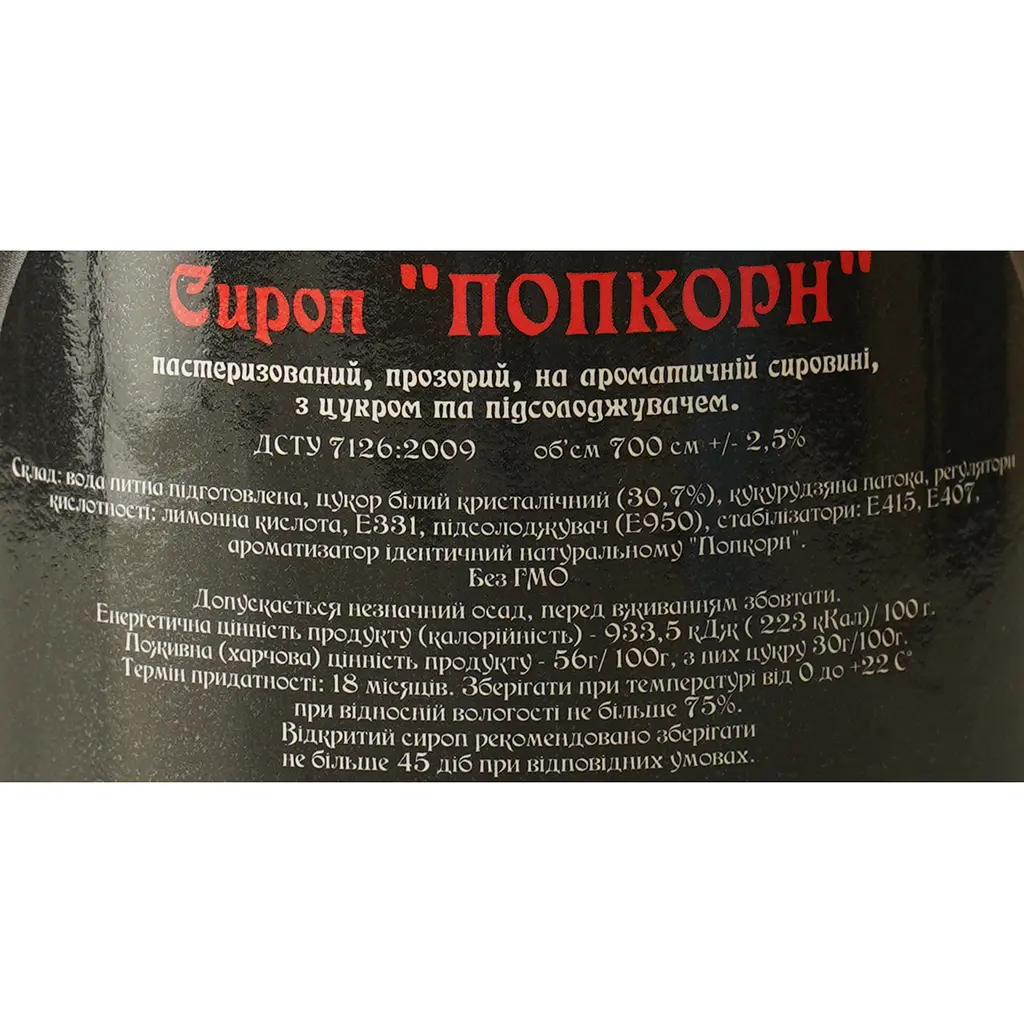 Сироп "ПОПКОРН"
пастеризований, прозорий, на ароматичній сировині,
з цукром та підсолоджувачем.
ДСТУ 7126:2009 об'єм 700 см +/- 2,5%
Склад: вода питна підготовлена, цукор білий кристалічний (30,7%), кукурудзяна патока, регулятори
кислотності: лимонна кислота, Е331, підсолоджувач (Е950), стабілізатори: Е415, Е407,
ароматизатор ідентичний натуральному "Попкорн".
Без ГМО
Допускається незначний осад, перед вживанням збовтати.
Енергетична цінність продукту (калорійність) - 933,5 кДж ( 223 кКал)/ 100 г.
Поживна (харчова) цінність продукту - 56г/ 100г, з них цукру 30г/100г.
Термін придатності: 18 місяців. Зберігати при температурі від 0 до +22 С°
при відносній вологості не більше 75%.
Відкритий сироп рекомендовано зберігати
не більше 45 діб при відповідних умовах.